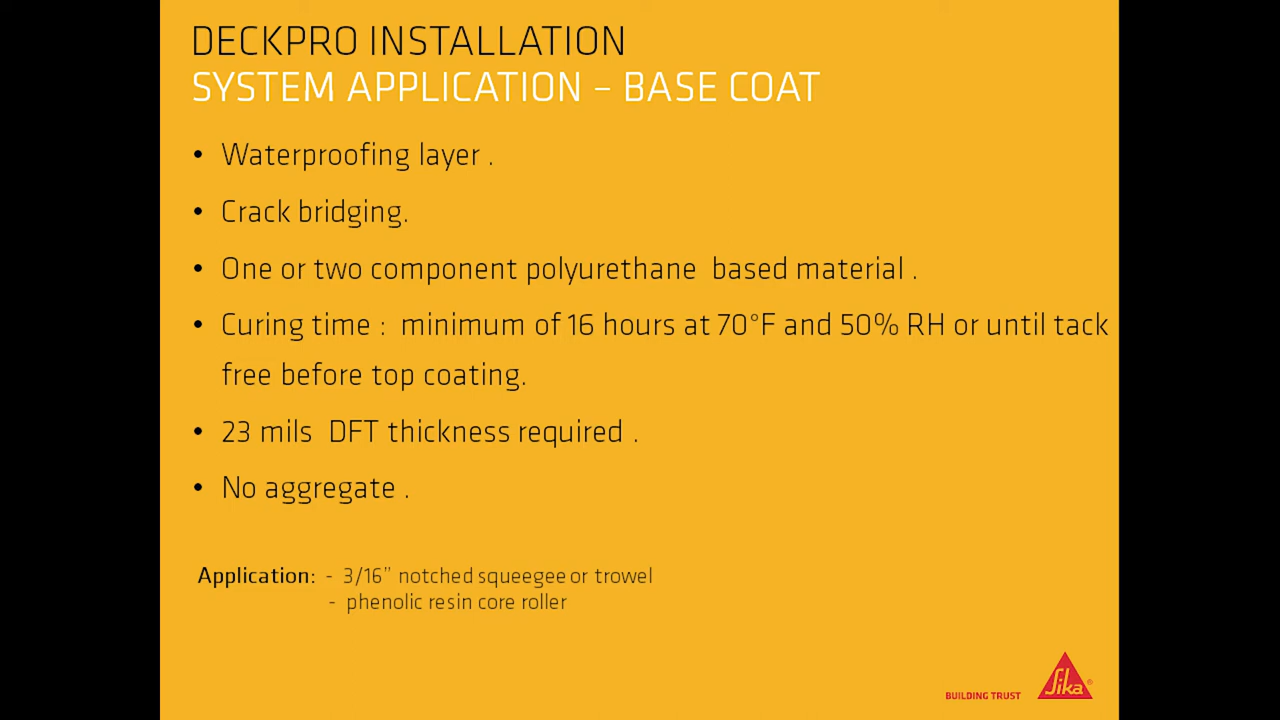 DECKPRO INSTALLATION
SYSTEM APPLICATION – BASE COAT
• Waterproofing layer .
• Crack bridging.
• One or two component polyurethane based material .
• Curing time : minimum of 16 hours at 70°F and 50% RH or until tack
free before top coating.
• 23 mils DFT thickness required .
• No aggregate .
Application: - 3/16” notched squeegee or trowel
- phenolic resin core roller
BUILDING TRUST
Sika®